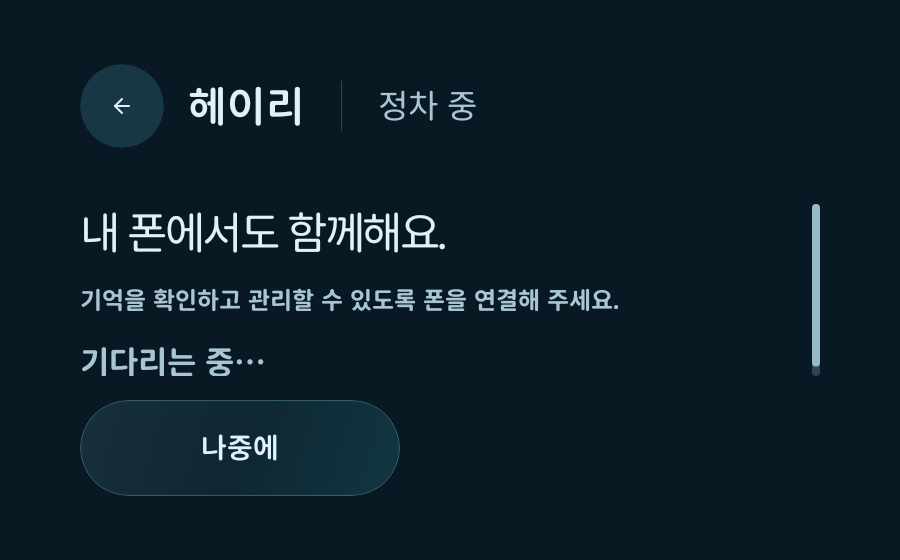 헤이리
정차 중
내 폰에서도 함께해요.
기억을 확인하고 관리할 수 있도록 폰을 연결해 주세요.
기다리는 중···
나중에